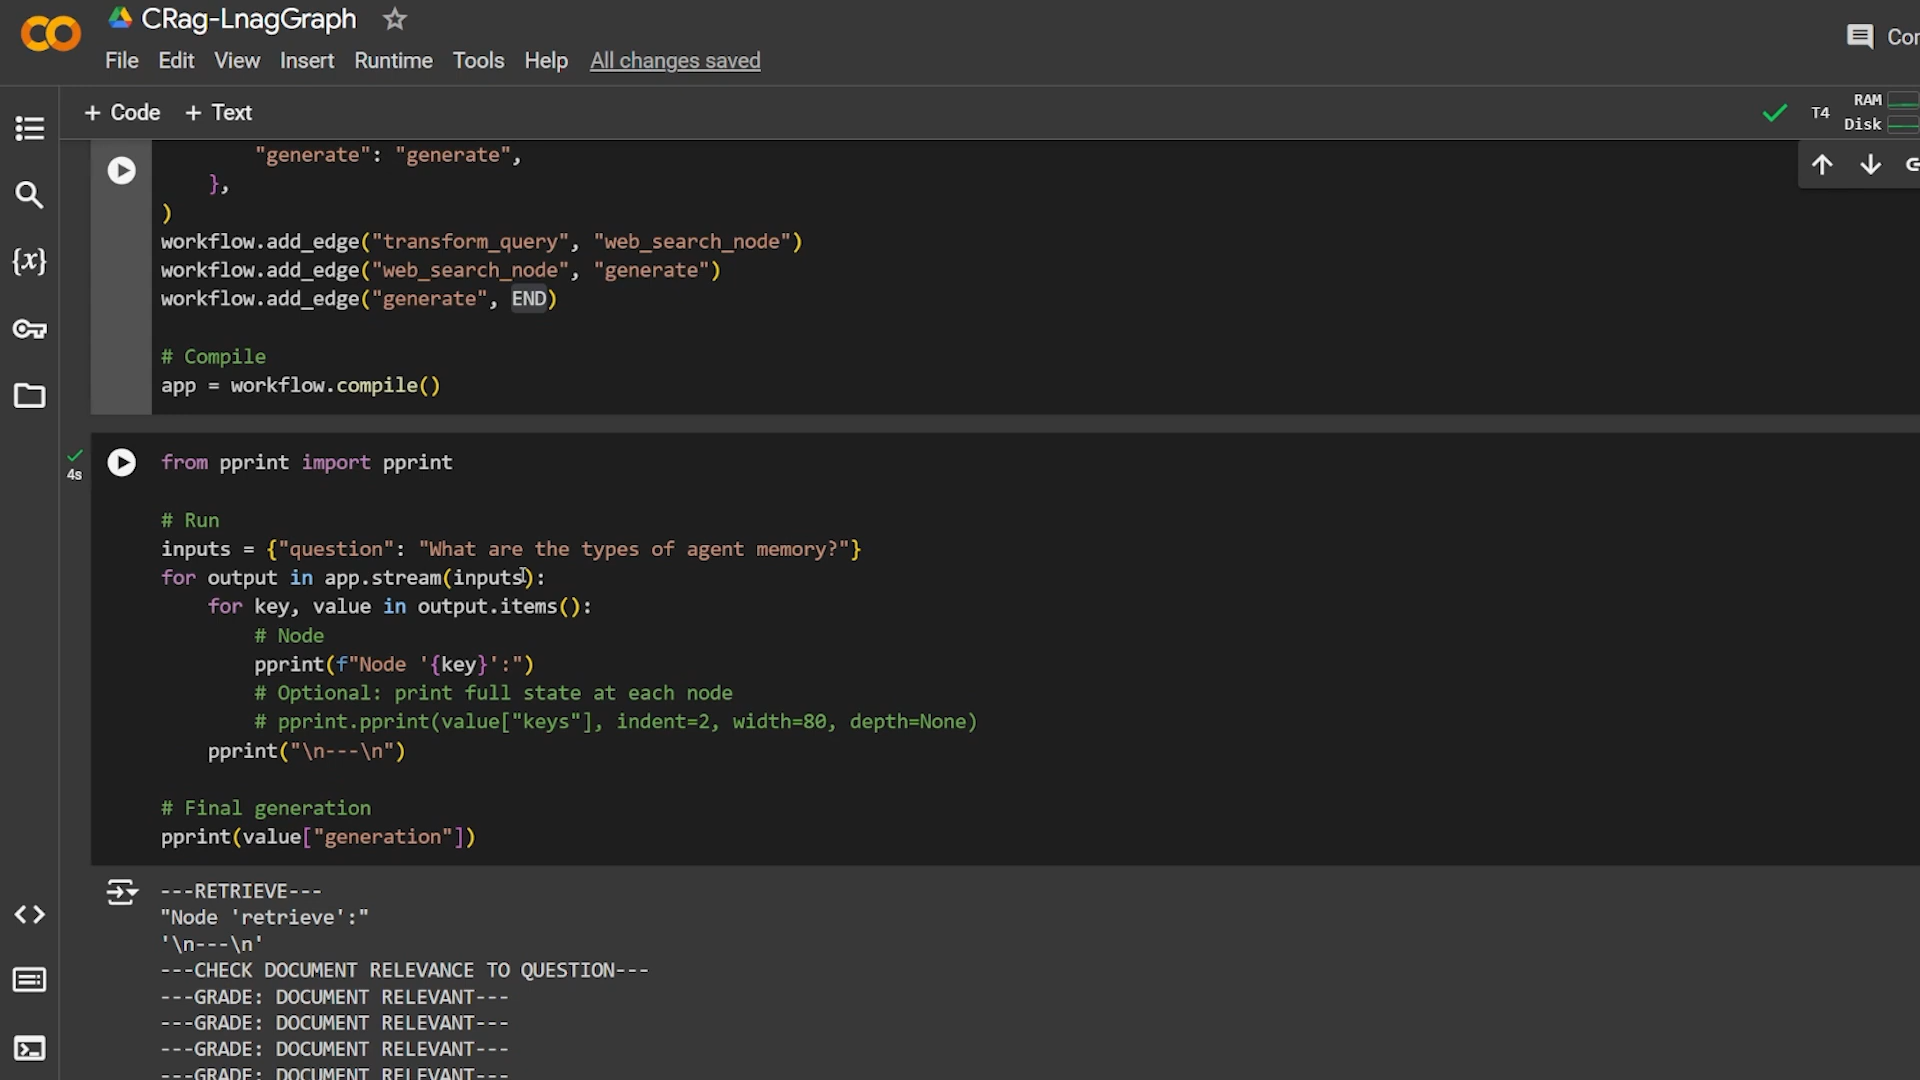 CRag-LnagGraph
File Edit View Insert Runtime Tools Help All changes saved
+ Code + Text
T4
RAM
Disk
"generate": "generate",
},
)
workflow.add_edge("transform_query", "web_search_node")
workflow.add_edge("web_search_node", "generate")
workflow.add_edge("generate", END)
# Compile
app = workflow.compile()
4s
from pprint import pprint
# Run
inputs = {"question": "What are the types of agent memory?"}
for output in app.stream(inputs):
for key, value in output.items():
# Node
pprint(f"Node '{key}':")
# Optional: print full state at each node
# pprint.pprint(value["keys"], indent=2, width=80, depth=None)
pprint("\n---\n")
# Final generation
pprint(value["generation"])
---RETRIEVE---
"Node 'retrieve':"
'\n---\n'
---CHECK DOCUMENT RELEVANCE TO QUESTION---
---GRADE: DOCUMENT RELEVANT---
---GRADE: DOCUMENT RELEVANT---
---GRADE: DOCUMENT RELEVANT---
---GRADE: DOCUMENT RELEVANT---